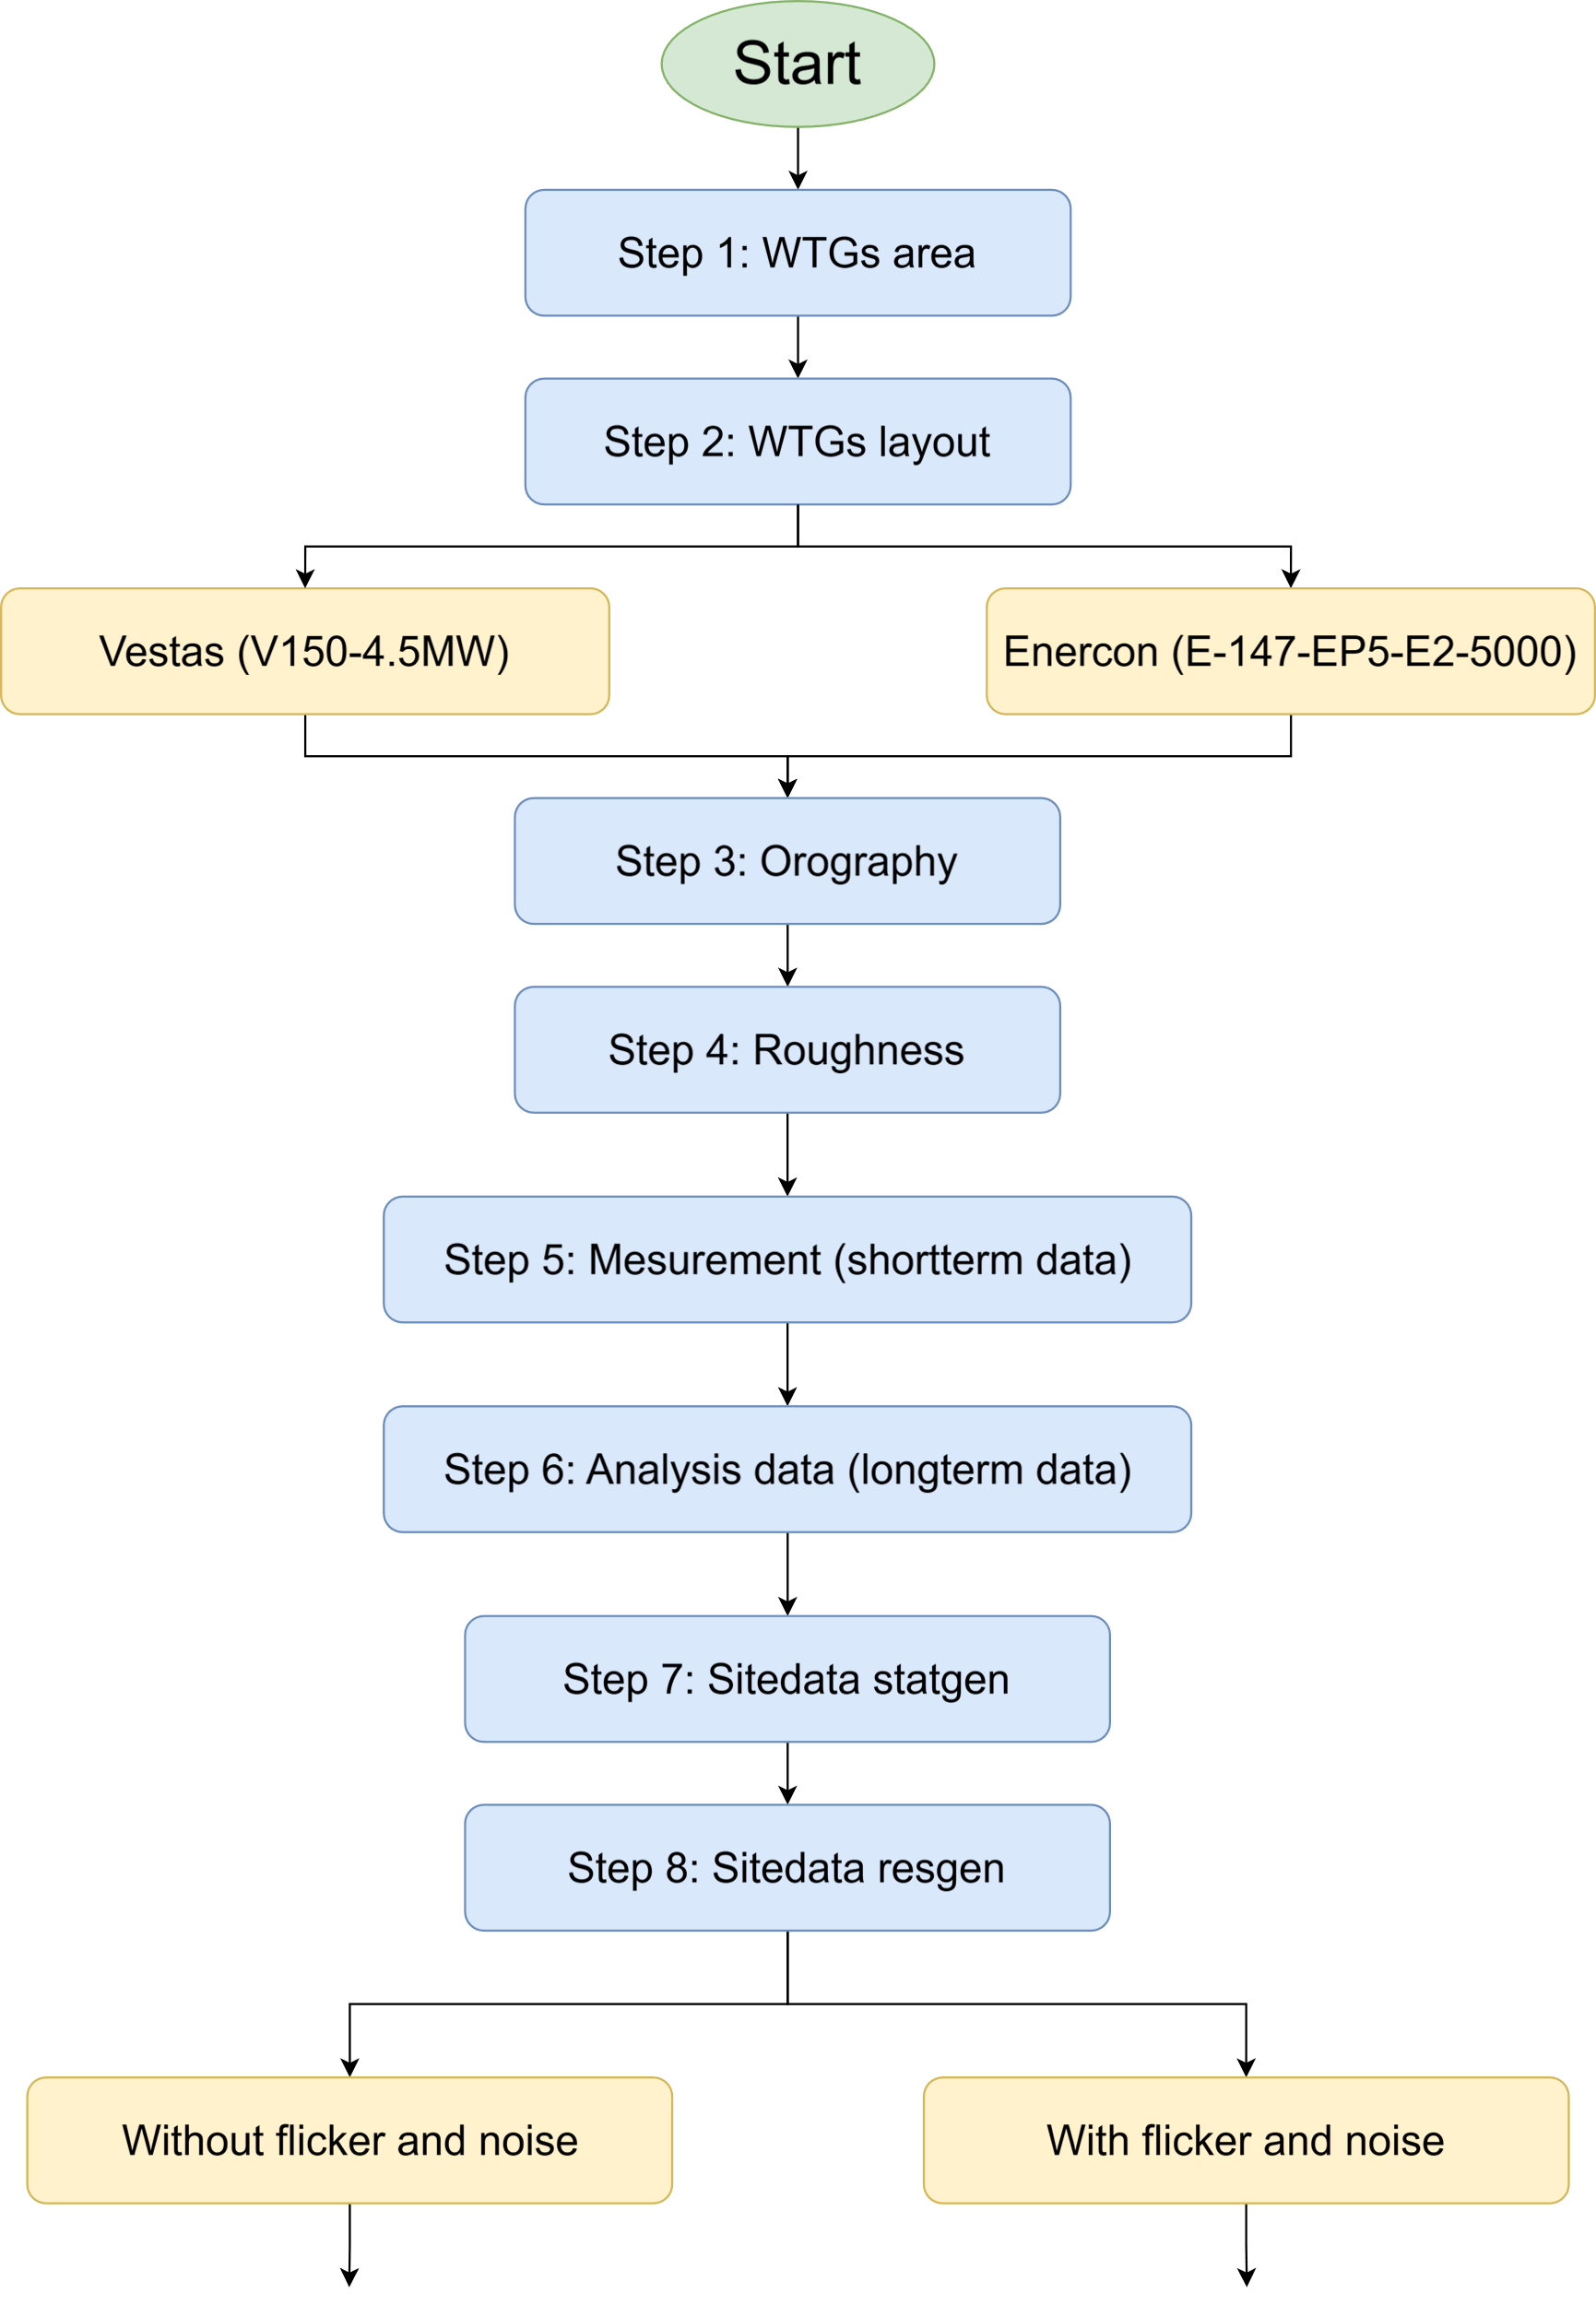 Start
Step 1: WTGs area
Step 2: WTGs layout
Vestas (V150-4.5MW)
Enercon (E-147-EP5-E2-5000)
Step 3: Orography
Step 4: Roughness
Step 5: Mesurement (shortterm data)
Step 6: Analysis data (longterm data)
Step 7: Sitedata statgen
Step 8: Sitedata resgen
Without flicker and noise
With flicker and noise